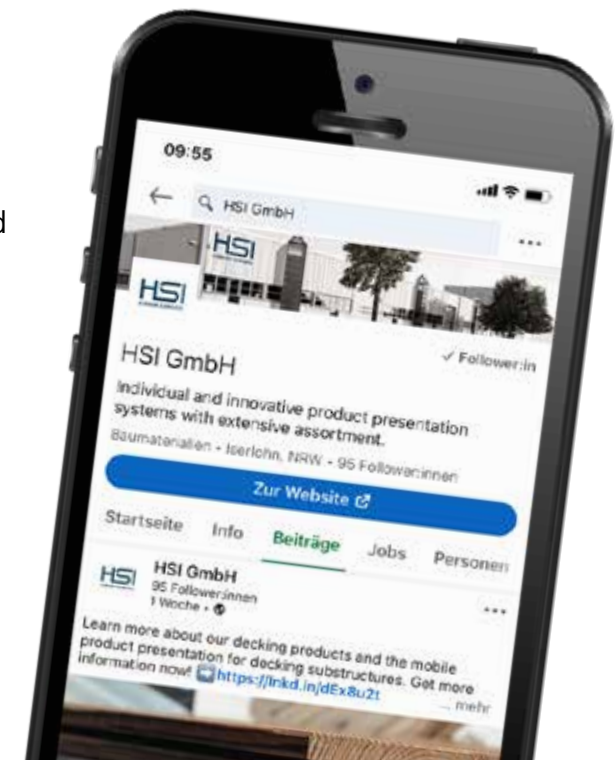 d
09:55
HSI GmbH
HSI
HSI
HSI GmbH
✓ Follower:in
Individual and innovative product presentation
systems with extensive assortment.
Baumaterialien • Iserlohn, NRW • 95 Follower:innen
Zur Website
Startseite Info Beiträge Jobs Personen
HSI
HSI GmbH
95 Follower:innen
1 Woche •
Learn more about our decking products and the mobile
product presentation for decking substructures. Get more
information now! ➡ https://lnkd.in/dEx8u2t
... mehr